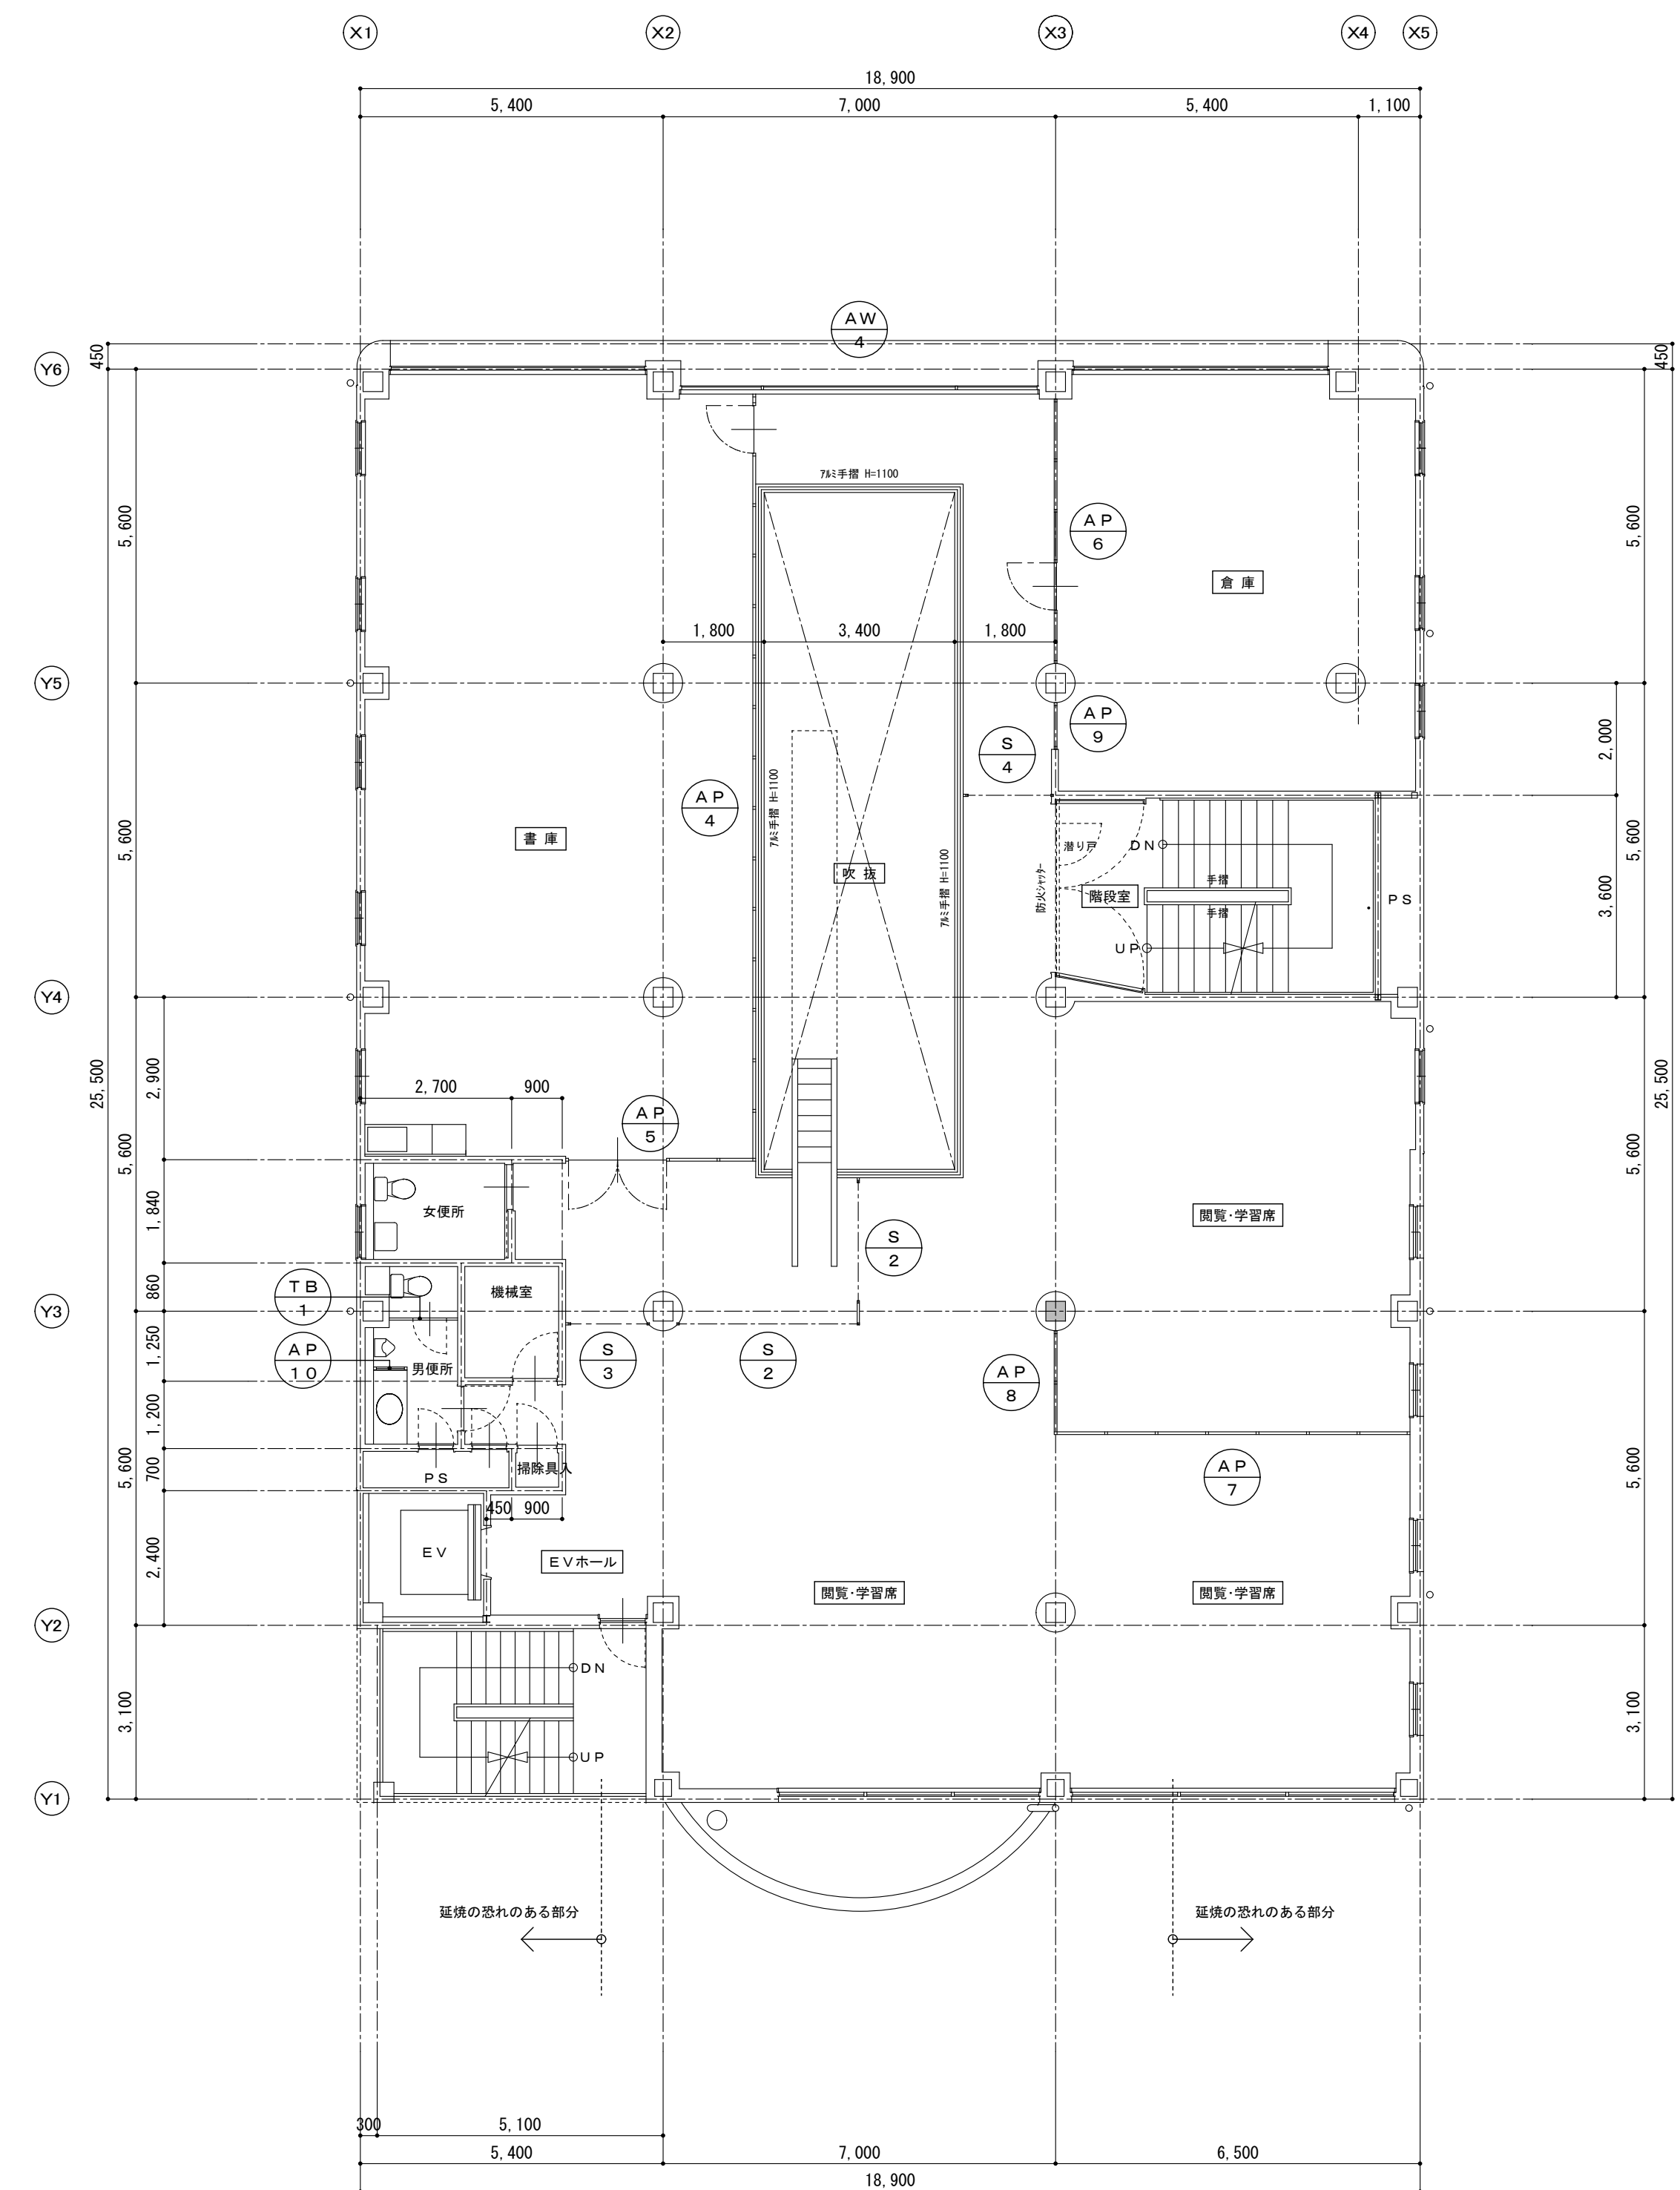 X1 X2 X3 X4 X5
18,900
5,400 7,000 5,400 1,100
AW
4
450 450
Y6
アルミ手摺 H=1100
5,600 5,600
AP
6
倉 庫
1,800 3,400 1,800
Y5
AP
9
S
4
2,000
アルミ手摺 H=1100
AP
4
5,600 書 庫 5,600
潜り戸 DN
吹 抜
アルミ手摺 H=1100
防火シャッター
手摺
階段室 PS
手摺
3,600
UP
Y4
2,900
25,500 25,500
2,700 900
AP
5
5,600 5,600
1,840 女便所 閲覧・学習席
S
2
860
TB
1
機械室
Y3
1,250
AP
10
男便所
S
3
S
2
AP
8
1,200
5,600 5,600
700
PS 掃除具入
AP
7
450 900
2,400
EV EVホール
閲覧・学習席 閲覧・学習席
Y2
DN
3,100 3,100
UP
Y1
延焼の恐れのある部分 延焼の恐れのある部分
300 5,100
5,400 7,000 6,500
18,900